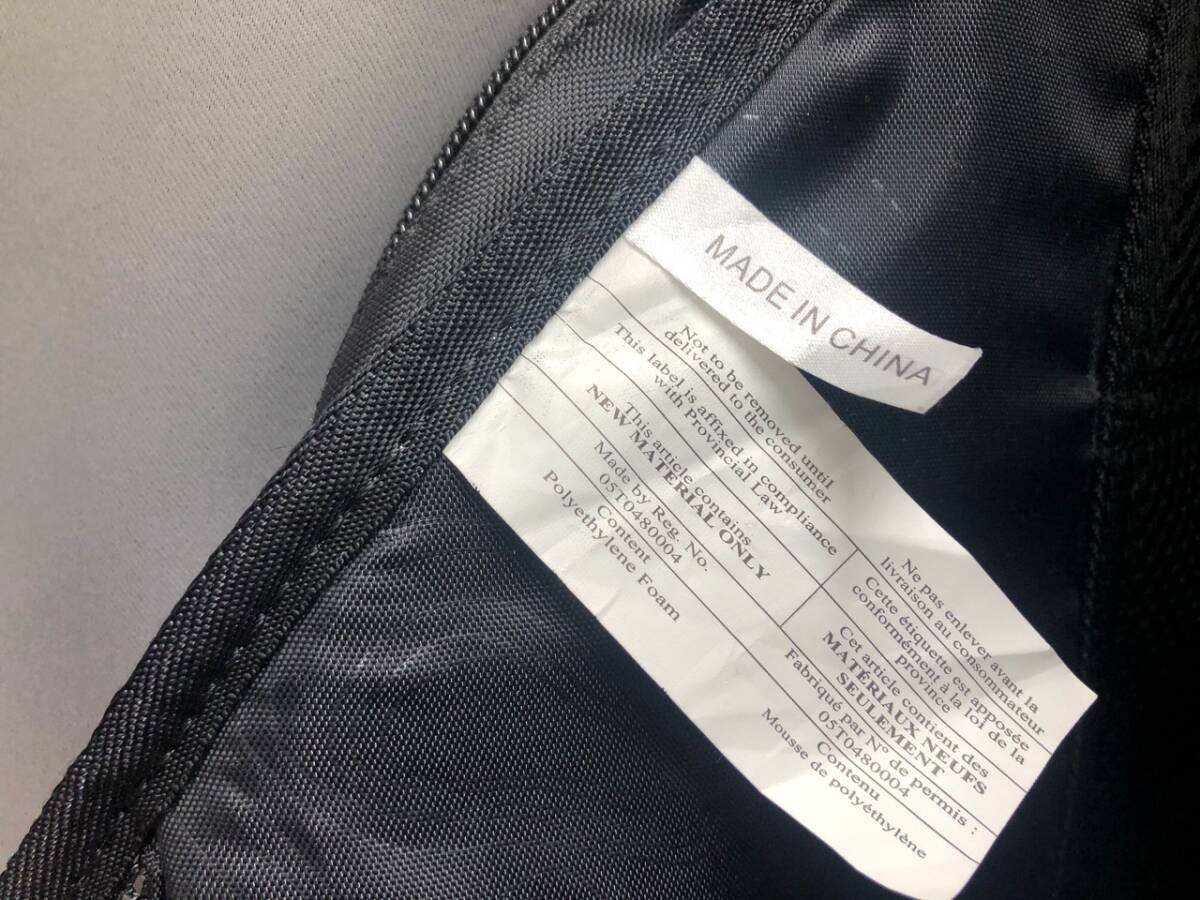 MADE IN CHINA
Not to be removed until
delivered to the consumer
This label is affixed in compliance
with Provincial Law
This article contains
NEW MATERIAL ONLY
Made by Reg. No.
05T0480004
Content
Polyethylene Foam
Ne pas enlever avant la
livraison au consommateur
Cette étiquette est apposée
conformément à la loi de la
province
Cet article contient des
MATÉRIAUX NEUFS
SEULEMENT
Fabriqué par N° de permis :
05T0480004
Contenu
Mousse de polyéthylène